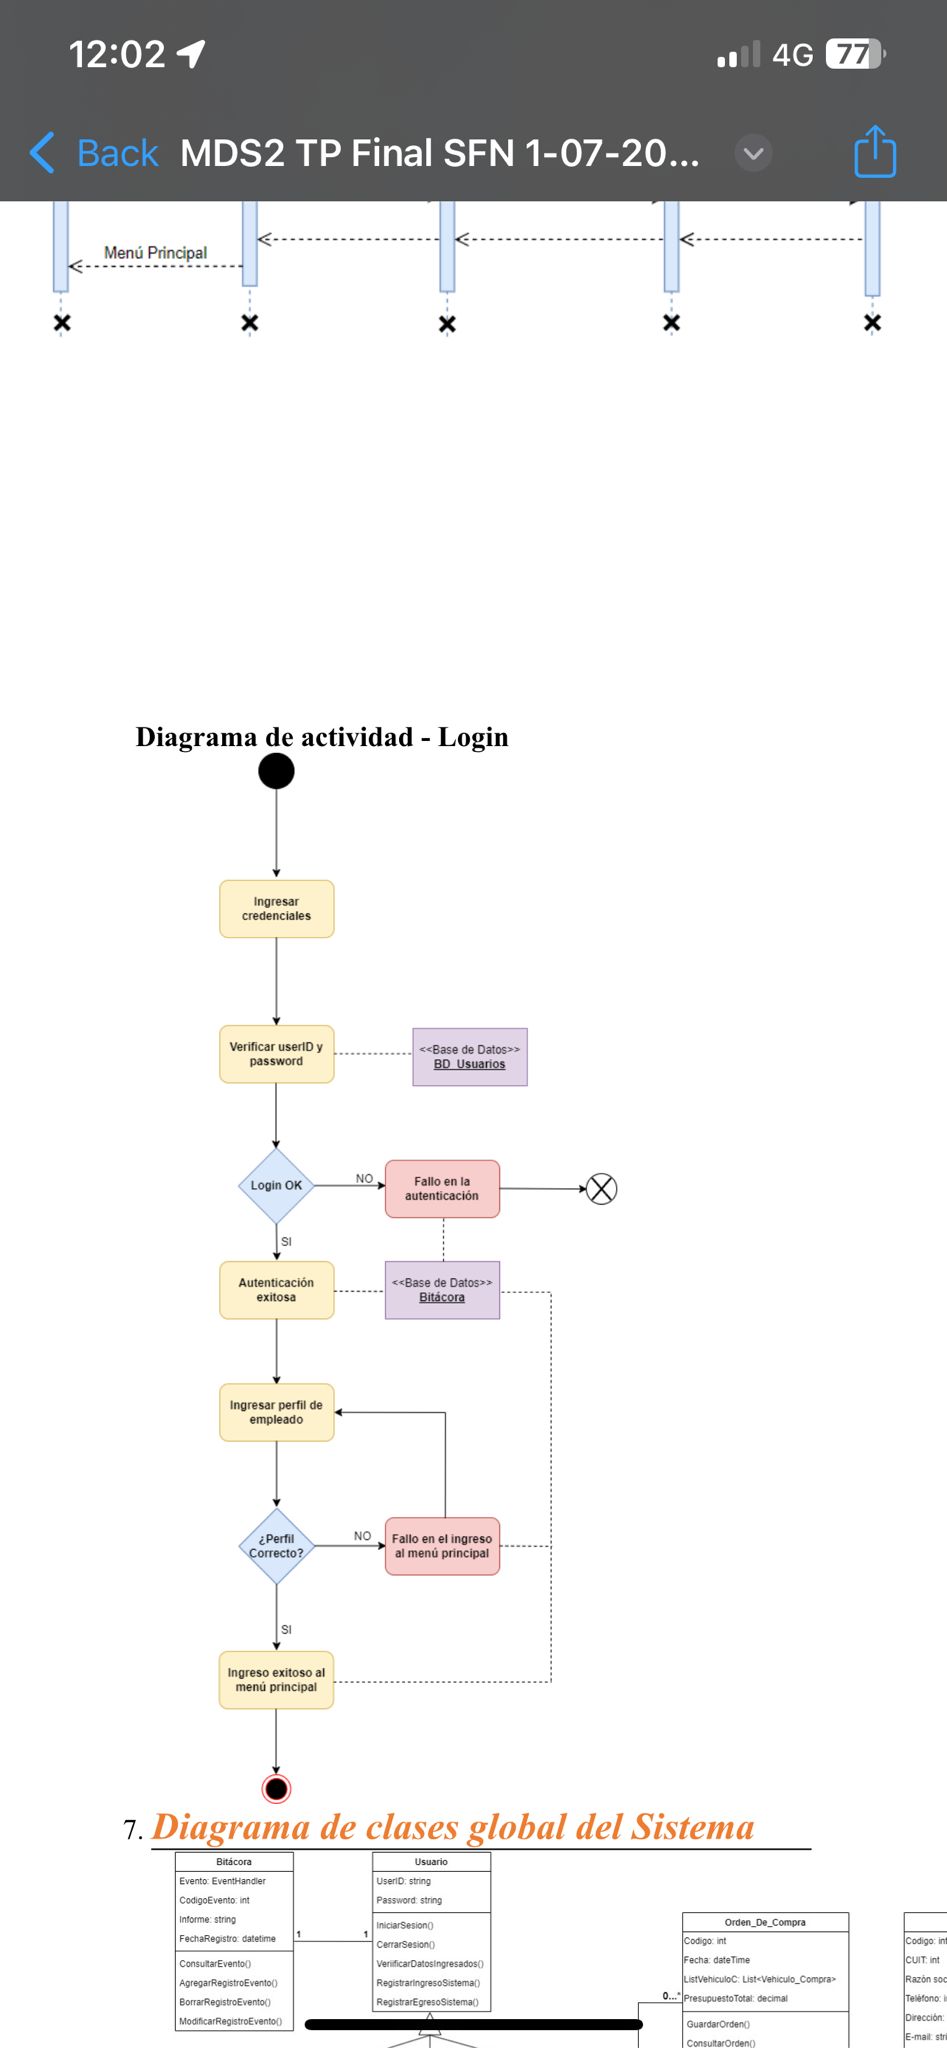 12:02
4G
77
Back
MDS2 TP Final SFN 1-07-20...
Menú Principal
Diagrama de actividad - Login
Ingresar
credenciales
Verificar userID y
password
<<Base de Datos>>
BD_Usuarios
Login OK
NO
Fallo en la
autenticación
SI
Autenticación
exitosa
<<Base de Datos>>
Bitácora
Ingresar perfil de
empleado
¿Perfil
Correcto?
NO
Fallo en el ingreso
al menú principal
SI
Ingreso exitoso al
menú principal
7. Diagrama de clases global del Sistema
Bitácora
Evento: EventHandler
CodigoEvento: int
Informe: string
FechaRegistro: datetime
ConsultarEvento()
AgregarRegistroEvento()
BorrarRegistroEvento()
ModificarRegistroEvento()
1
1
Usuario
UserID: string
Password: string
IniciarSesion()
CerrarSesion()
VeriificarDatosIngresados()
RegistrarIngresoSistema()
RegistrarEgresoSistema()
0...*
Orden_De_Compra
Codigo: int
Fecha: dateTime
ListVehiculoC: List<Vehiculo_Compra>
PresupuestoTotal: decimal
GuardarOrden()
ConsultarOrden()
Codigo: int
CUIT: int
Razón soc
Teléfono: i
Dirección:
E-mail: stri